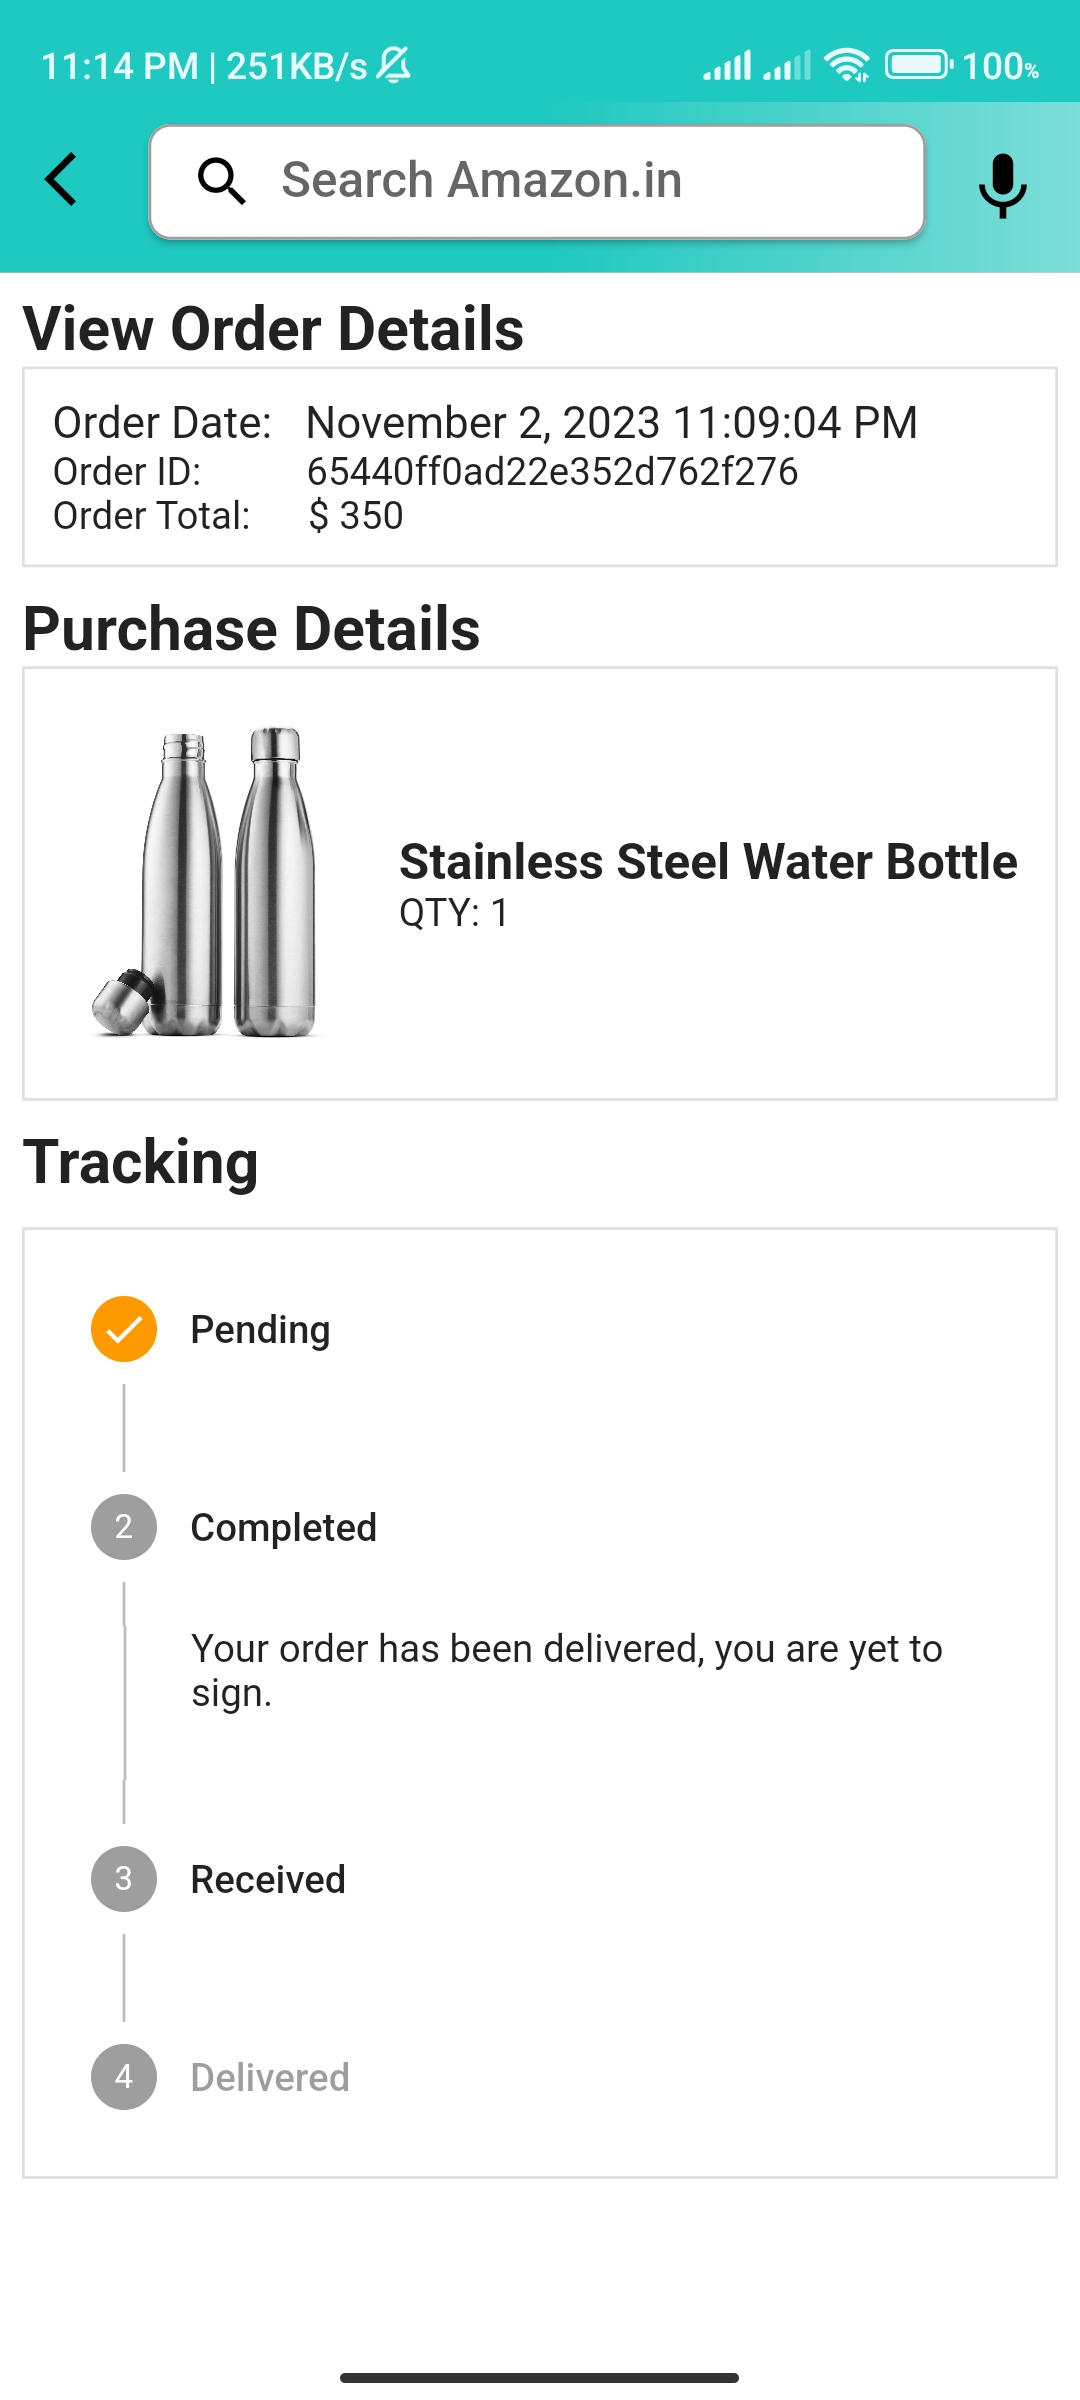 11:14 PM | 251KB/s 100%
Search Amazon.in
View Order Details
Order Date: November 2, 2023 11:09:04 PM
Order ID: 65440ff0ad22e352d762f276
Order Total: $ 350
Purchase Details
Stainless Steel Water Bottle
QTY: 1
Tracking
Pending
2 Completed
Your order has been delivered, you are yet to
sign.
3 Received
4 Delivered